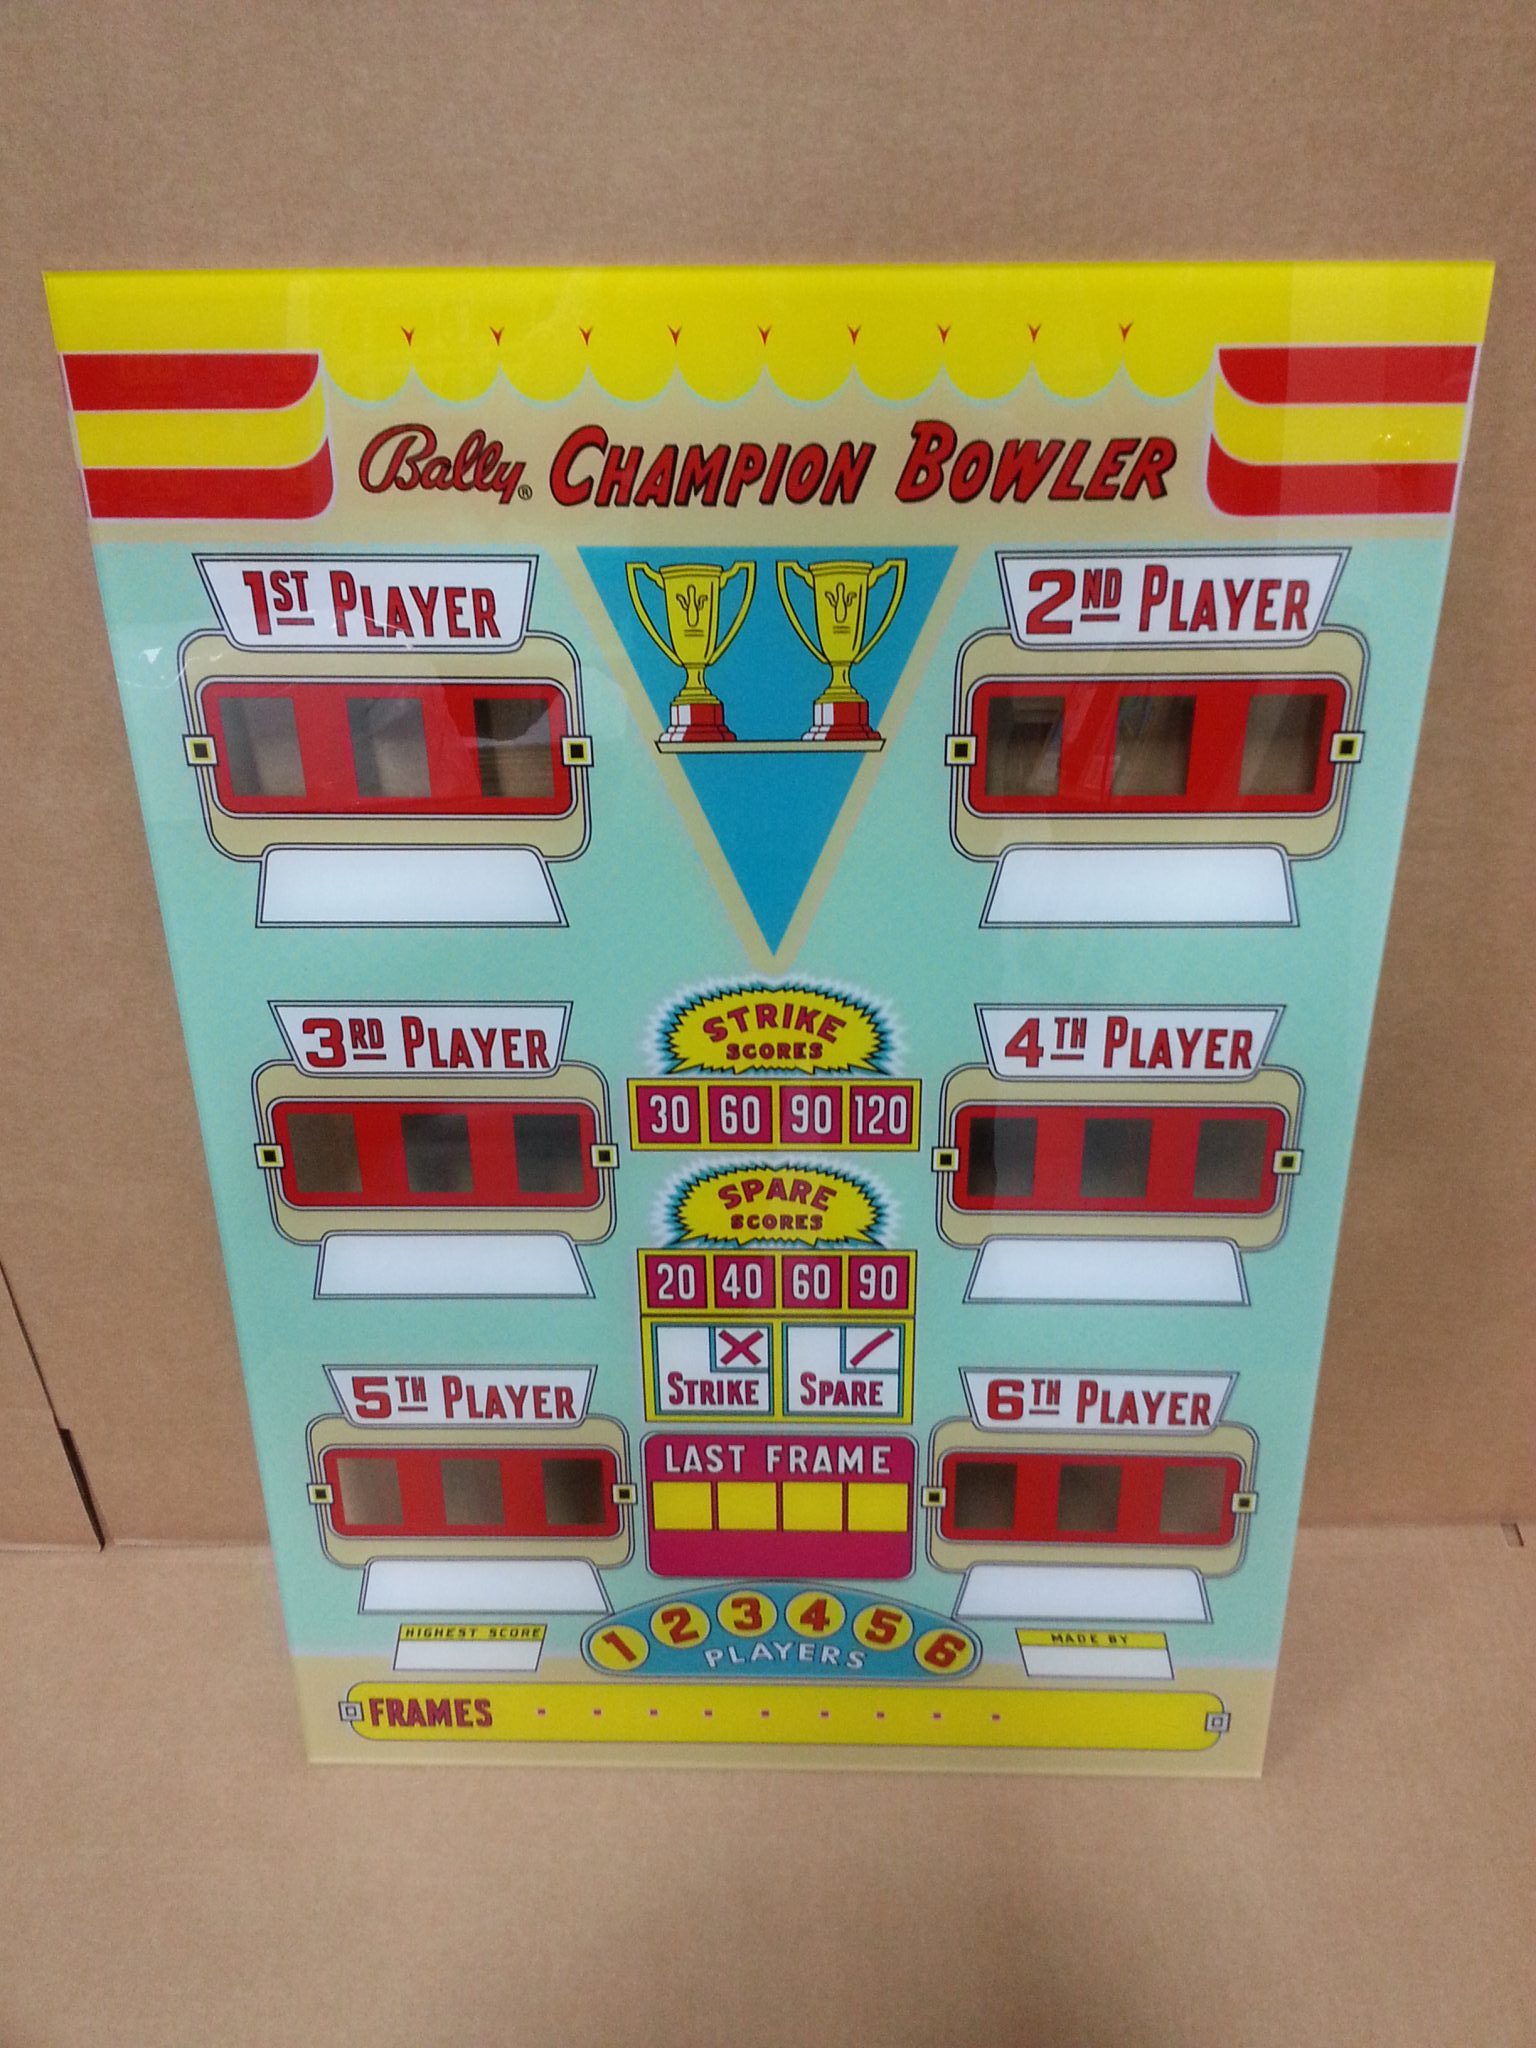 Bally® CHAMPION BOWLER
1ST PLAYER
2ND PLAYER
3RD PLAYER
STRIKE
SCORES
4TH PLAYER
30 60 90 120
SPARE
SCORES
20 40 60 90
STRIKE SPARE
5TH PLAYER
6TH PLAYER
LAST FRAME
1 2 3 4 5 6
PLAYERS
HIGHEST SCORE
MADE BY
FRAMES